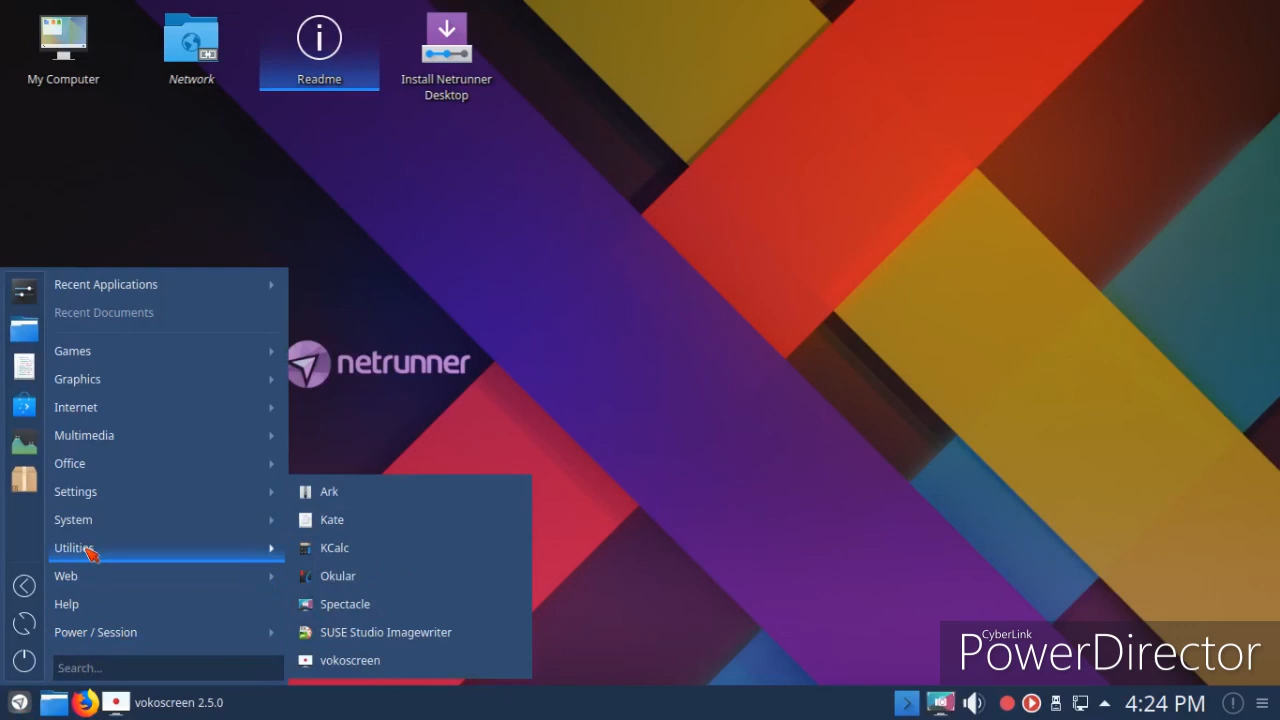 My Computer
Network
Readme
Install Netrunner
Desktop
netrunner
Recent Applications
Recent Documents
Games
Graphics
Internet
Multimedia
Office
Settings
System
Utilities
Web
Help
Power / Session
Search...
Ark
Kate
KCalc
Okular
Spectacle
SUSE Studio Imagewriter
vokoscreen
CyberLink
PowerDirector
vokoscreen 2.5.0
4:24 PM